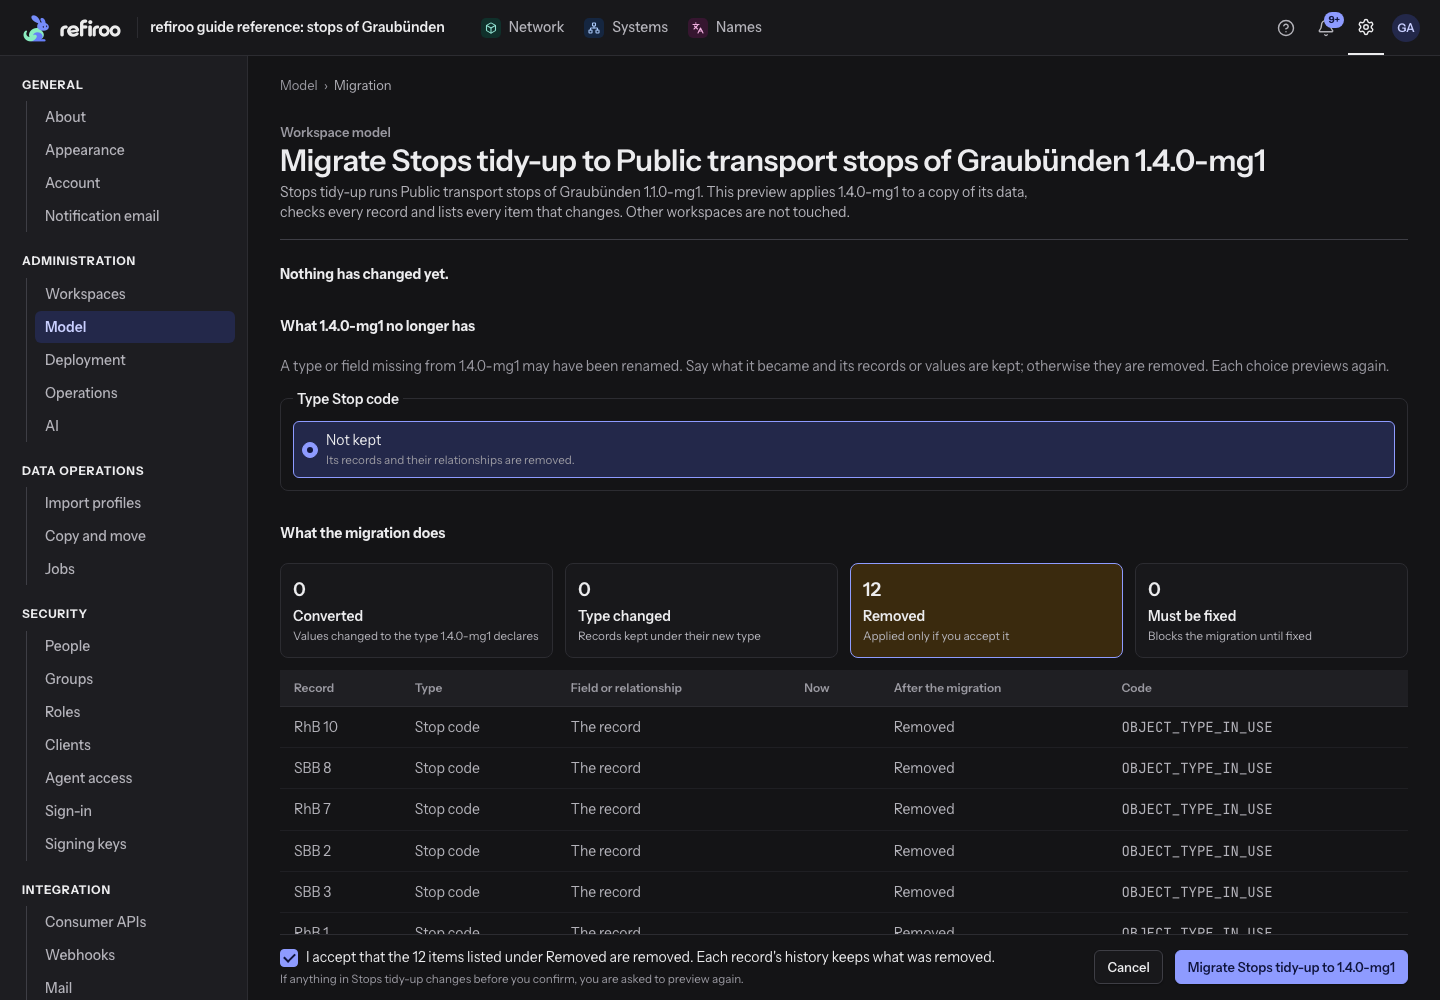 refiroo
refiroo guide reference: stops of Graubünden
Network
Systems
Names
9+
GA
GENERAL
About
Appearance
Account
Notification email
ADMINISTRATION
Workspaces
Model
Deployment
Operations
AI
DATA OPERATIONS
Import profiles
Copy and move
Jobs
SECURITY
People
Groups
Roles
Clients
Agent access
Sign-in
Signing keys
INTEGRATION
Consumer APIs
Webhooks
Mail
Model › Migration
Workspace model
Migrate Stops tidy-up to Public transport stops of Graubünden 1.4.0-mg1
Stops tidy-up runs Public transport stops of Graubünden 1.1.0-mg1. This preview applies 1.4.0-mg1 to a copy of its data,
checks every record and lists every item that changes. Other workspaces are not touched.
Nothing has changed yet.
What 1.4.0-mg1 no longer has
A type or field missing from 1.4.0-mg1 may have been renamed. Say what it became and its records or values are kept; otherwise they are removed. Each choice previews again.
Type Stop code
Not kept
Its records and their relationships are removed.
What the migration does
0
Converted
Values changed to the type 1.4.0-mg1 declares
0
Type changed
Records kept under their new type
12
Removed
Applied only if you accept it
0
Must be fixed
Blocks the migration until fixed
Record Type Field or relationship Now After the migration Code
RhB 10 Stop code The record Removed OBJECT_TYPE_IN_USE
SBB 8 Stop code The record Removed OBJECT_TYPE_IN_USE
RhB 7 Stop code The record Removed OBJECT_TYPE_IN_USE
SBB 2 Stop code The record Removed OBJECT_TYPE_IN_USE
SBB 3 Stop code The record Removed OBJECT_TYPE_IN_USE
RhB 1 Stop code The record Removed OBJECT_TYPE_IN_USE
I accept that the 12 items listed under Removed are removed. Each record's history keeps what was removed.
If anything in Stops tidy-up changes before you confirm, you are asked to preview again.
Cancel
Migrate Stops tidy-up to 1.4.0-mg1